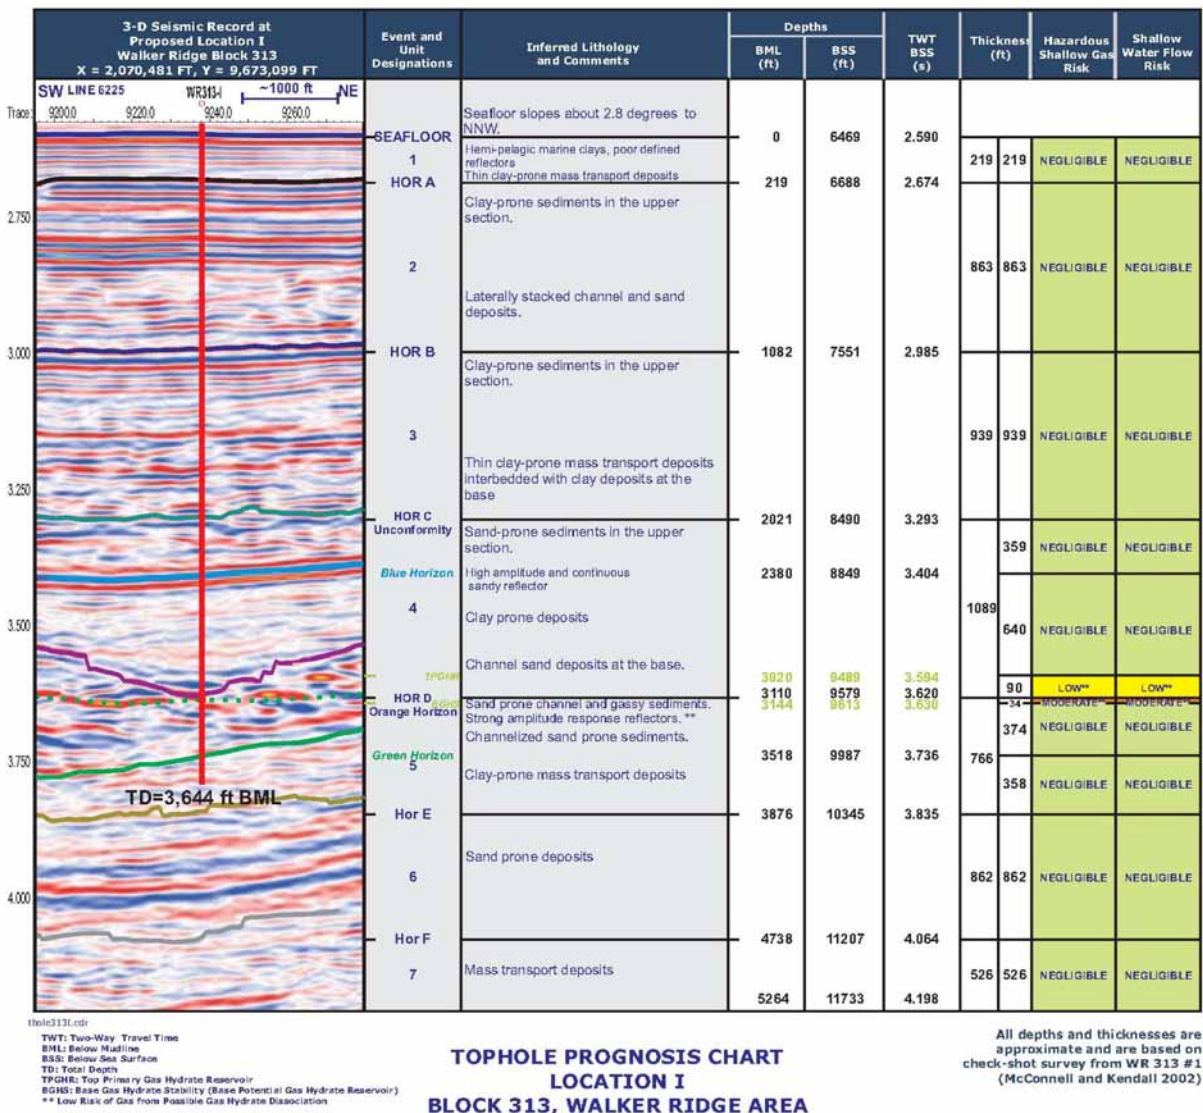 3-D Seismic Record at
Proposed Location I
Walker Ridge Block 313
X = 2,070,481 FT, Y = 9,673,099 FT
Event and
Unit
Designations
Inferred Lithology
and Comments
Depths
BML
(ft)
BSS
(ft)
TWT
BSS
(s)
Thickness
(ft)
Hazardous
Shallow Gas
Risk
Shallow
Water Flow
Risk
SW LINE 6225 WR313-I ~1000 ft NE
Trace: 9200.0 9220.0 9240.0 9260.0
2.750
3.000
3.250
3.500
3.750
4.000
TD=3,644 ft BML
Seafloor slopes about 2.8 degrees to
NNW.
SEAFLOOR 0 6469 2.590
1 Hemi-pelagic marine clays, poor defined
reflectors
Thin clay-prone mass transport deposits
219 219 NEGLIGIBLE NEGLIGIBLE
HOR A 219 6688 2.674
Clay-prone sediments in the upper
section.
2 863 863 NEGLIGIBLE NEGLIGIBLE
Laterally stacked channel and sand
deposits.
HOR B 1082 7551 2.985
Clay-prone sediments in the upper
section.
3 939 939 NEGLIGIBLE NEGLIGIBLE
Thin clay-prone mass transport deposits
interbedded with clay deposits at the
base
HOR C
Unconformity
2021 8490 3.293
Sand-prone sediments in the upper
section.
359 NEGLIGIBLE NEGLIGIBLE
Blue Horizon High amplitude and continuous
sandy reflector
2380 8849 3.404
4 Clay prone deposits 1089
640 NEGLIGIBLE NEGLIGIBLE
Channel sand deposits at the base.
TPGHR 3020 9489 3.594
90 LOW** LOW**
HOR D 3110 9579 3.620
Orange Horizon
BGHS 3144 9613 3.630
34 MODERATE** MODERATE**
Sand prone channel and gassy sediments.
Strong amplitude response reflectors. **
Channelized sand prone sediments.
374 NEGLIGIBLE NEGLIGIBLE
Green Horizon 3518 9987 3.736 766
5 Clay-prone mass transport deposits
358 NEGLIGIBLE NEGLIGIBLE
Hor E 3876 10345 3.835
Sand prone deposits
6 862 862 NEGLIGIBLE NEGLIGIBLE
Hor F 4738 11207 4.064
7 Mass transport deposits 526 526 NEGLIGIBLE NEGLIGIBLE
5264 11733 4.198
thole313I.cdr
TWT: Two-Way Travel Time
BML: Below Mudline
BSS: Below Sea Surface
TD: Total Depth
TPGHR: Top Primary Gas Hydrate Reservoir
BGHS: Base Gas Hydrate Stability (Base Potential Gas Hydrate Reservoir)
** Low Risk of Gas from Possible Gas Hydrate Dissociation
TOPHOLE PROGNOSIS CHART
LOCATION I
BLOCK 313, WALKER RIDGE AREA
All depths and thicknesses are
approximate and are based on
check-shot survey from WR 313 #1
(McConnell and Kendall 2002)